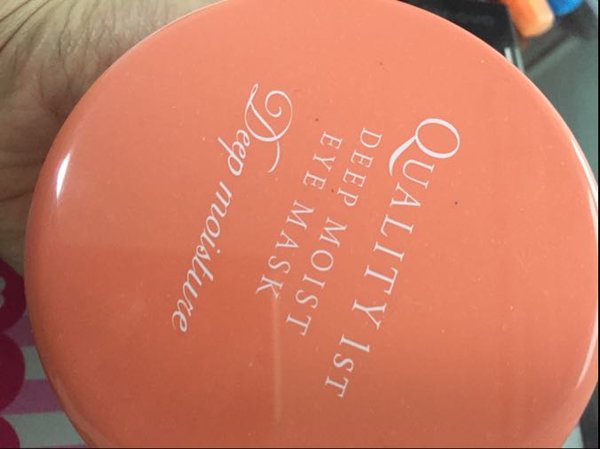 QUALITY 1ST
DEEP MOIST
EYE MASK
Deep moisture